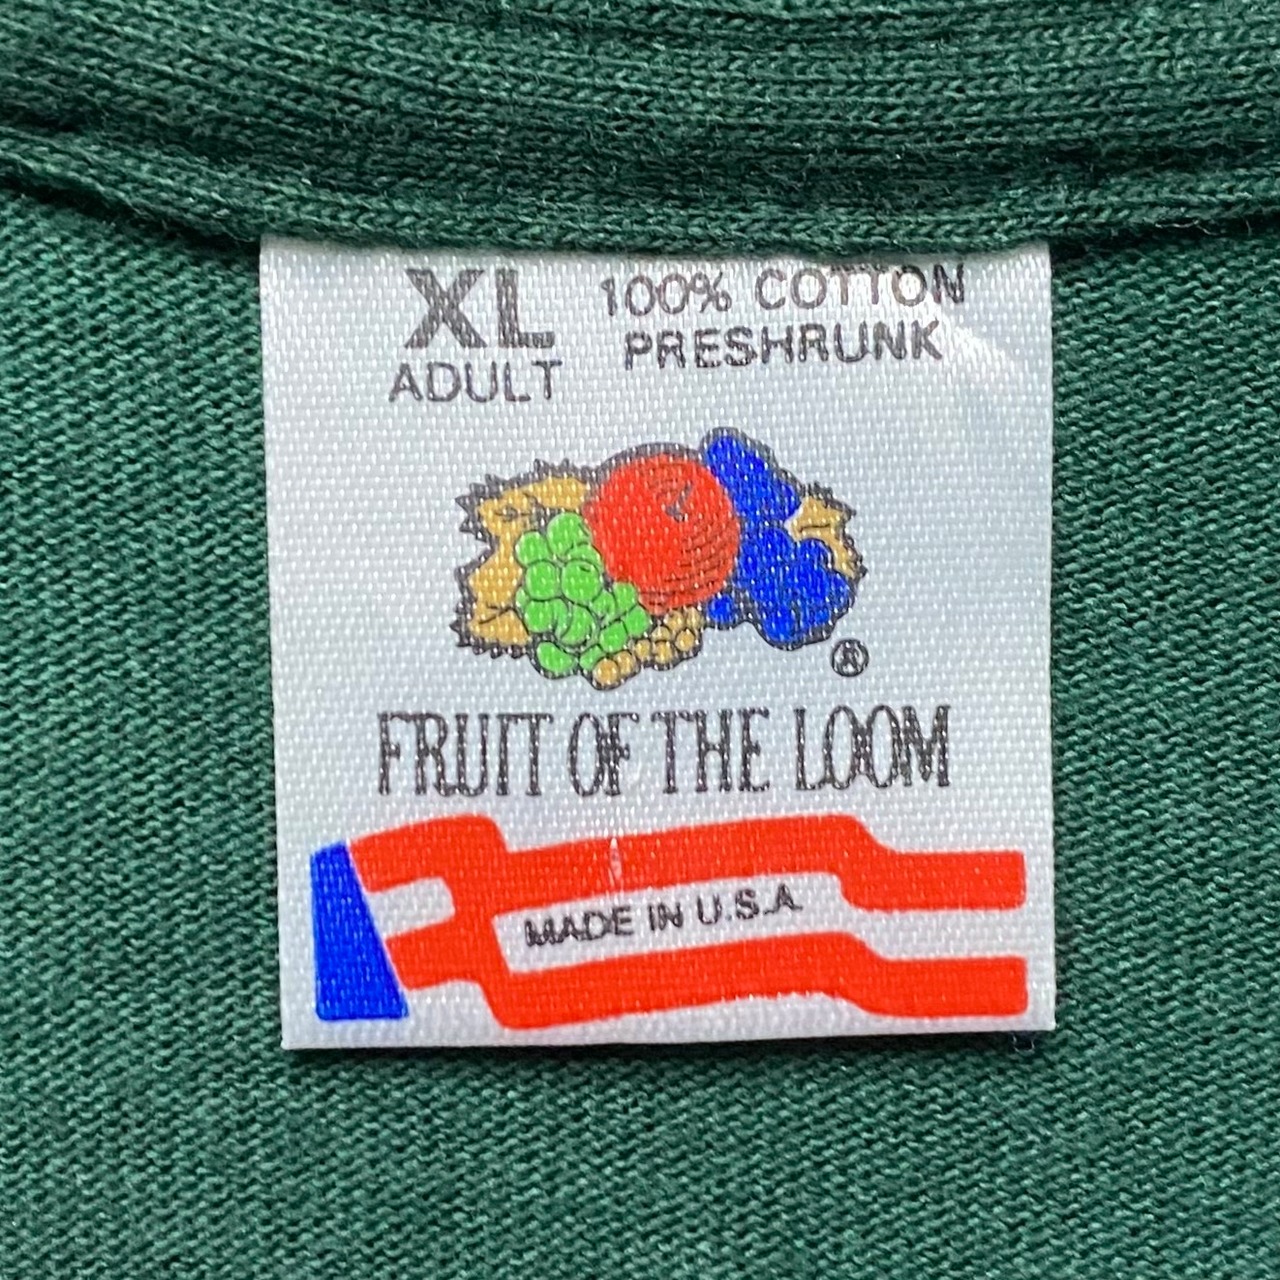 XL
ADULT
100% COTTON
PRESHRUNK
®
FRUIT OF THE LOOM
MADE IN U.S.A.